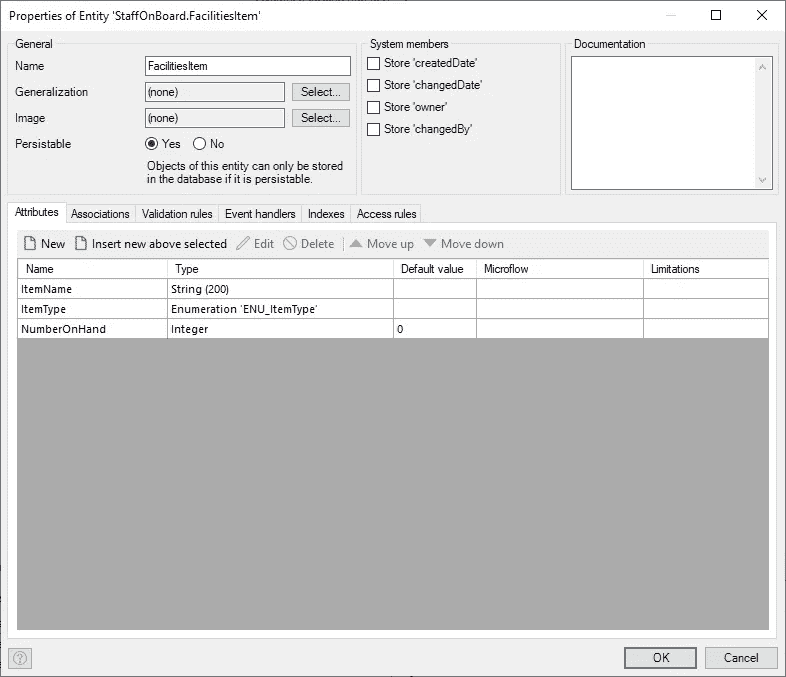 Properties of Entity 'StaffOnBoard.FacilitiesItem'
General
Name
FacilitiesItem
Generalization
(none)
Select...
Image
(none)
Select...
Persistable
Yes
No
Objects of this entity can only be stored
in the database if it is persistable.
System members
Store 'createdDate'
Store 'changedDate'
Store 'owner'
Store 'changedBy'
Documentation
Attributes Associations Validation rules Event handlers Indexes Access rules
New Insert new above selected Edit Delete Move up Move down
Name Type Default value Microflow Limitations
ItemName String (200)
ItemType Enumeration 'ENU_ItemType'
NumberOnHand Integer 0
? OK Cancel